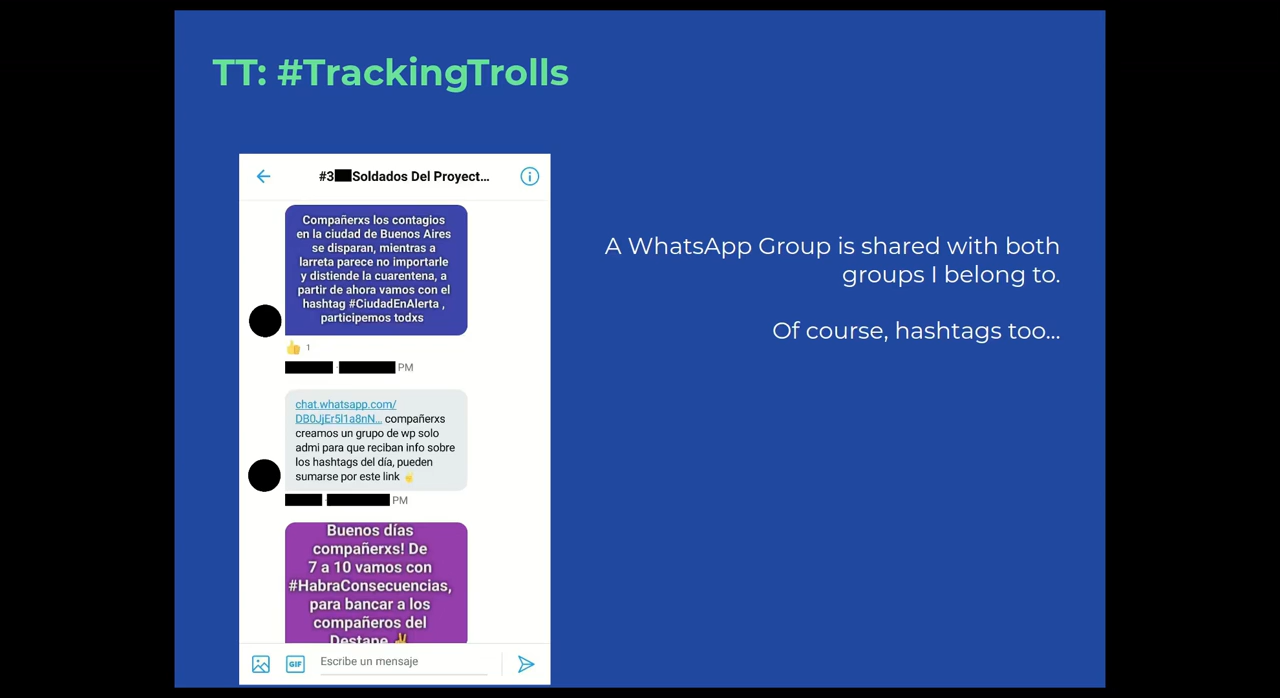 TT: #TrackingTrolls
#3 Soldados Del Proyect...
Compañerxs los contagios
en la ciudad de Buenos Aires
se disparan, mientras a
larreta parece no importarle
y distiende la cuarentena, a
partir de ahora vamos con el
hashtag #CiudadEnAlerta ,
participemos todxs
1
PM
chat.whatsapp.com/
DB0JjEr5l1a8nN... compañerxs
creamos un grupo de wp solo
admi para que reciban info sobre
los hashtags del día, pueden
sumarse por este link
PM
Buenos días
compañerxs! De
7 a 10 vamos con
#HabraConsecuencias,
para bancar a los
compañeros del
Destape
GIF
Escribe un mensaje
A WhatsApp Group is shared with both
groups I belong to.
Of course, hashtags too...